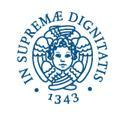 IN SUPREMÆ DIGNITATIS
· 1343 ·